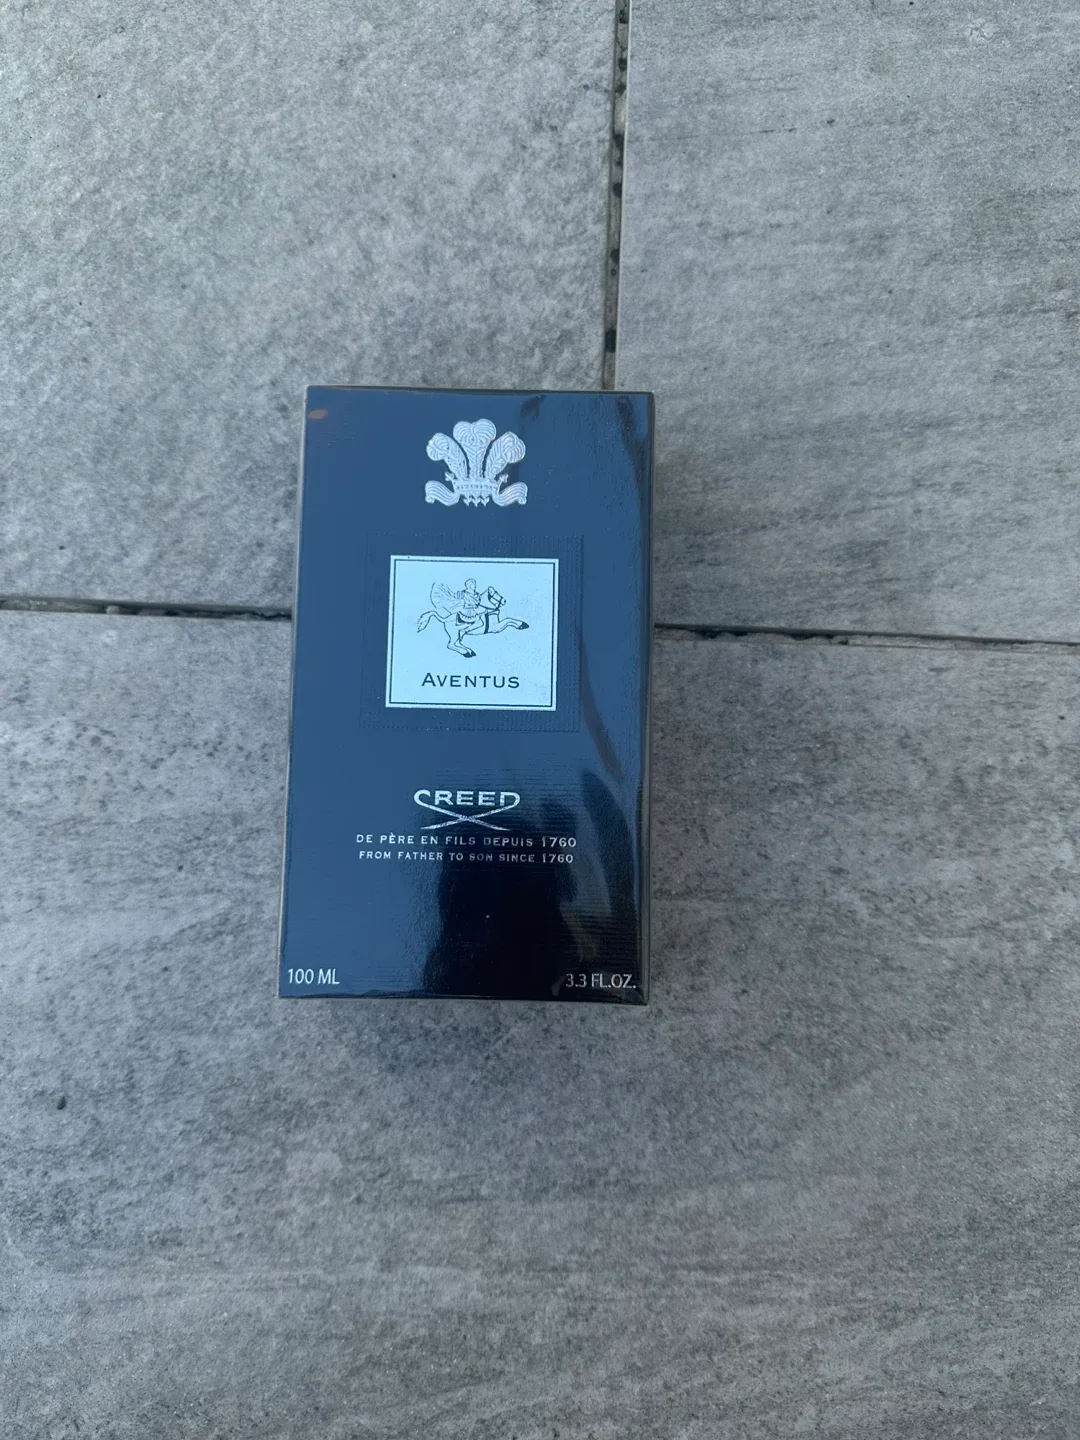 AVENTUS
CREED
DE PÈRE EN FILS DEPUIS 1760
FROM FATHER TO SON SINCE 1760
100 ML
3.3 FL.OZ.